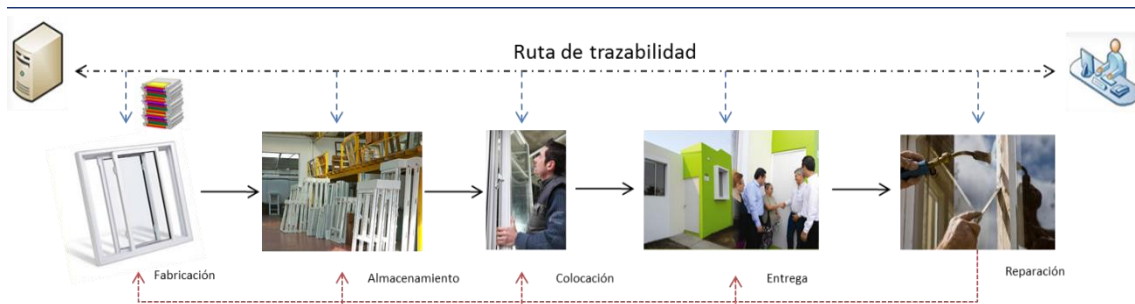 Ruta de trazabilidad
Fabricación
Almacenamiento
Colocación
Entrega
Reparación